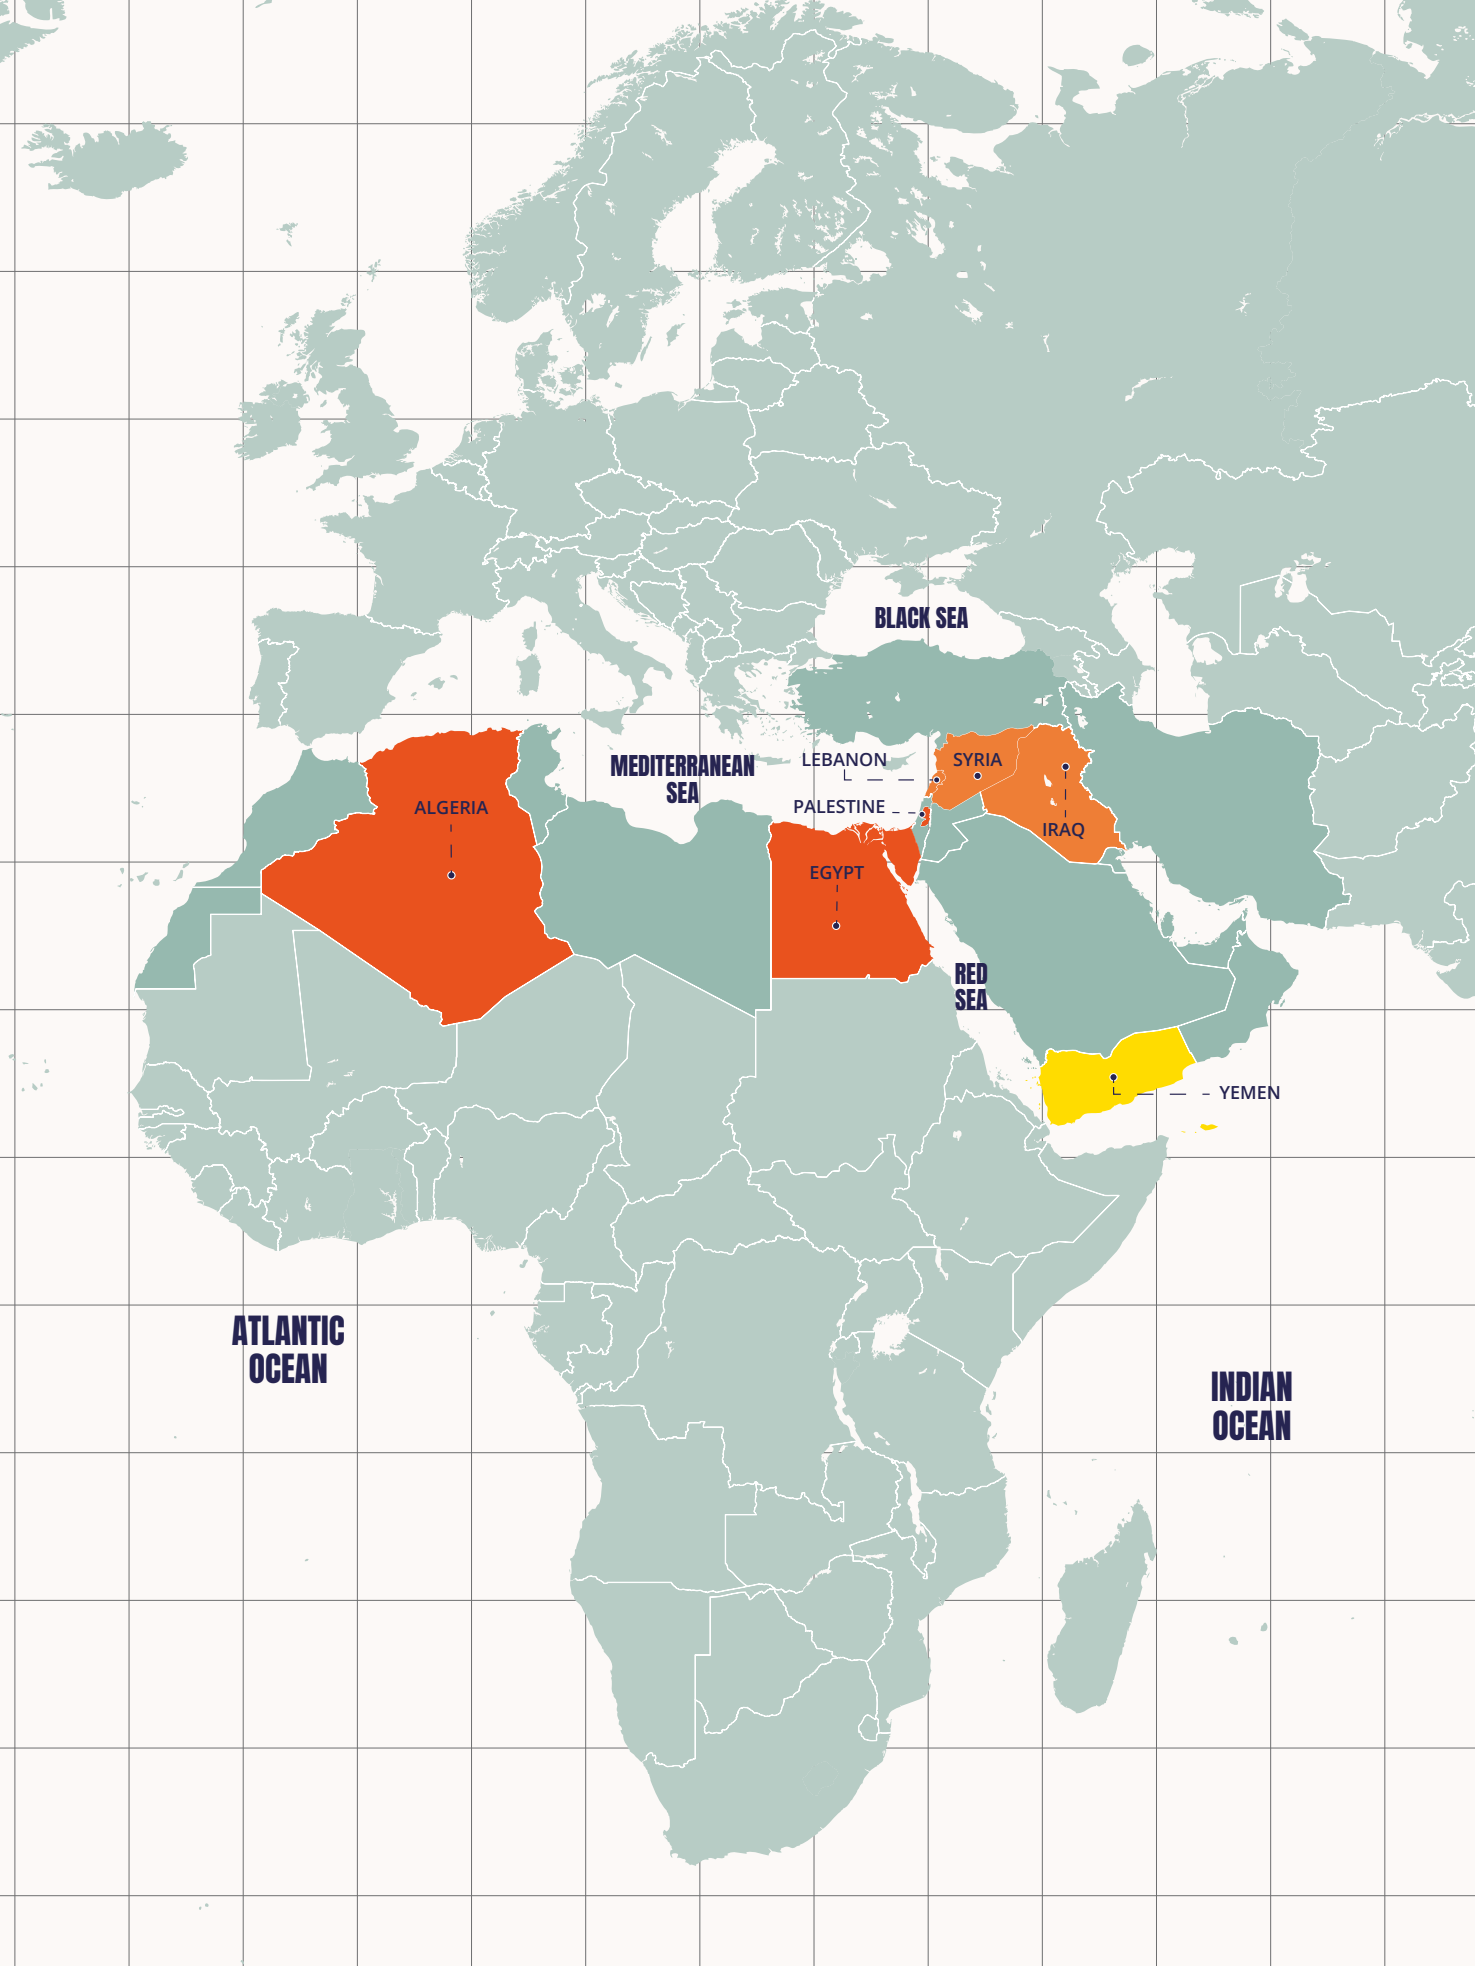 BLACK SEA
MEDITERRANEAN
SEA
LEBANON
SYRIA
PALESTINE
ALGERIA
IRAQ
EGYPT
RED
SEA
YEMEN
ATLANTIC
OCEAN
INDIAN
OCEAN